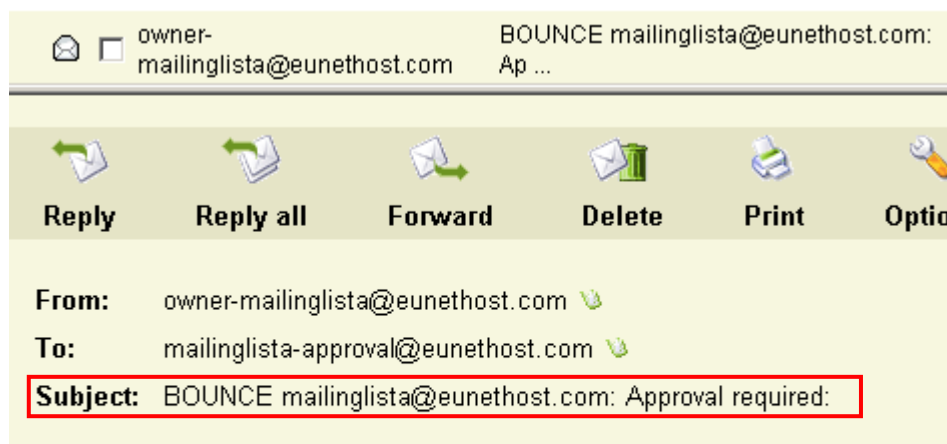 owner- BOUNCE mailinglista@eunethost.com:
mailinglista@eunethost.com Ap ...
Reply Reply all Forward Delete Print Optio
From: owner-mailinglista@eunethost.com
To: mailinglista-approval@eunethost.com
Subject: BOUNCE mailinglista@eunethost.com: Approval required: